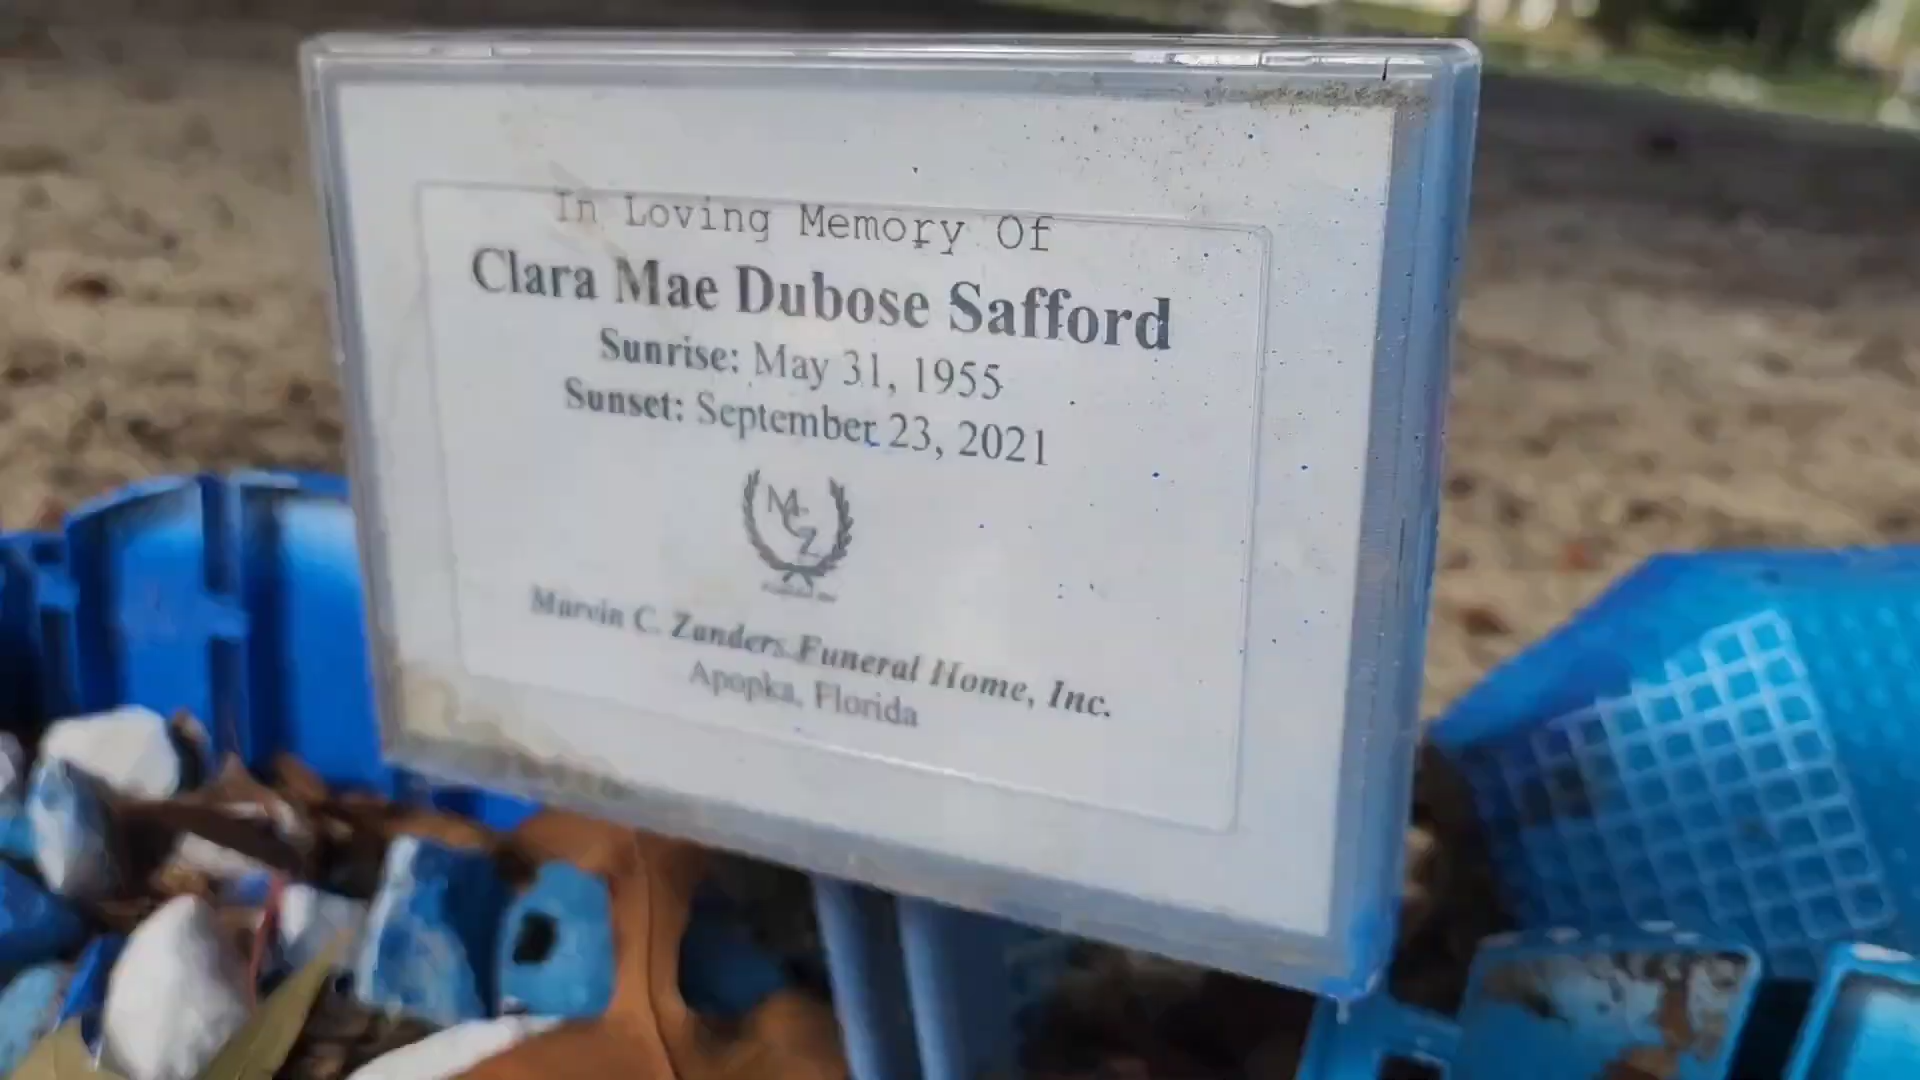 In Loving Memory Of
Clara Mae Dubose Safford
Sunrise: May 31, 1955
Sunset: September 23, 2021
MCZ
Marvin C. Zanders Funeral Home, Inc.
Apopka, Florida